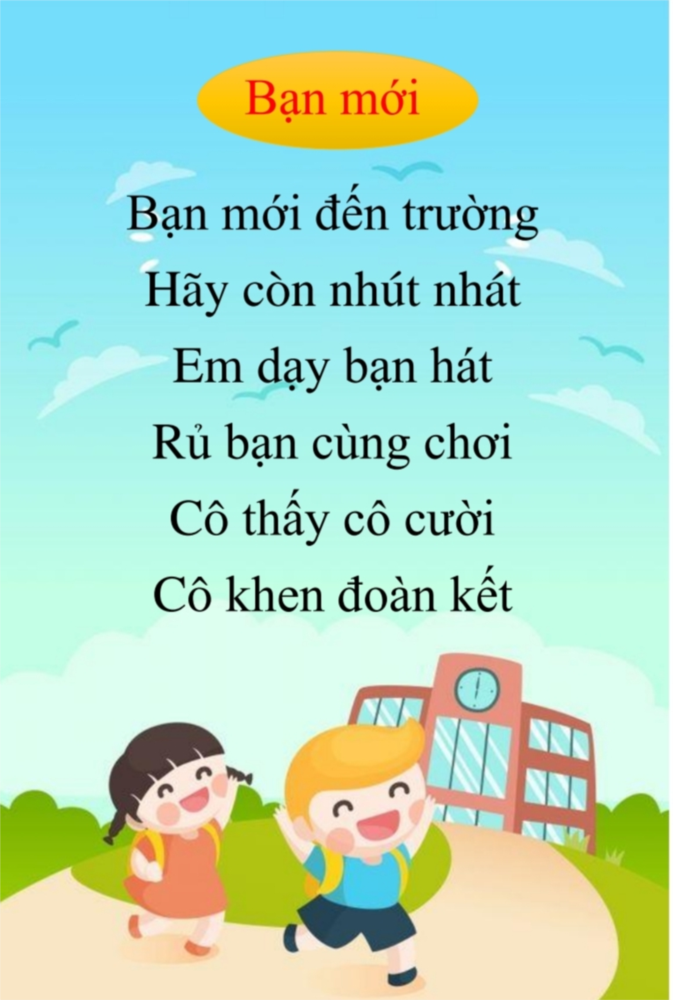 Bạn mới
Bạn mới đến trường
Hãy còn nhút nhát
Em dạy bạn hát
Rủ bạn cùng chơi
Cô thấy cô cười
Cô khen đoàn kết